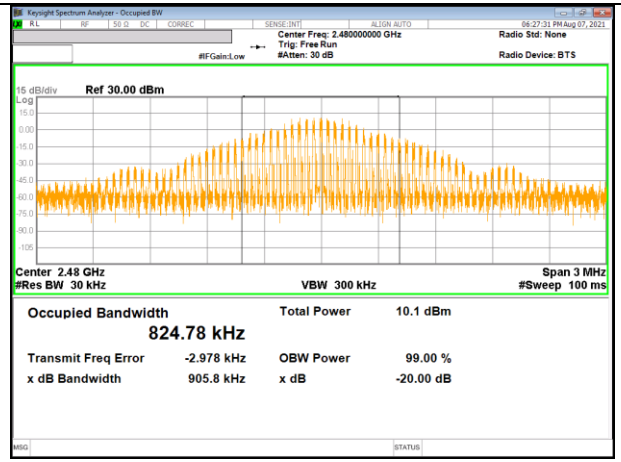 Keysight Spectrum Analyzer - Occupied BW
RL RF 50 Ω DC CORREC SENSE:INT ALIGN AUTO 06:27:31 PM Aug 07, 2021
Center Freq: 2.480000000 GHz Radio Std: None
Trig: Free Run
#IFGain:Low #Atten: 30 dB Radio Device: BTS
15 dB/div Ref 30.00 dBm
Log
15.0
0.00
-15.0
-30.0
-45.0
-60.0
-75.0
-90.0
-105
Center 2.48 GHz Span 3 MHz
#Res BW 30 kHz VBW 300 kHz #Sweep 100 ms
Occupied Bandwidth Total Power 10.1 dBm
824.78 kHz
Transmit Freq Error -2.978 kHz OBW Power 99.00 %
x dB Bandwidth 905.8 kHz x dB -20.00 dB
MSG STATUS